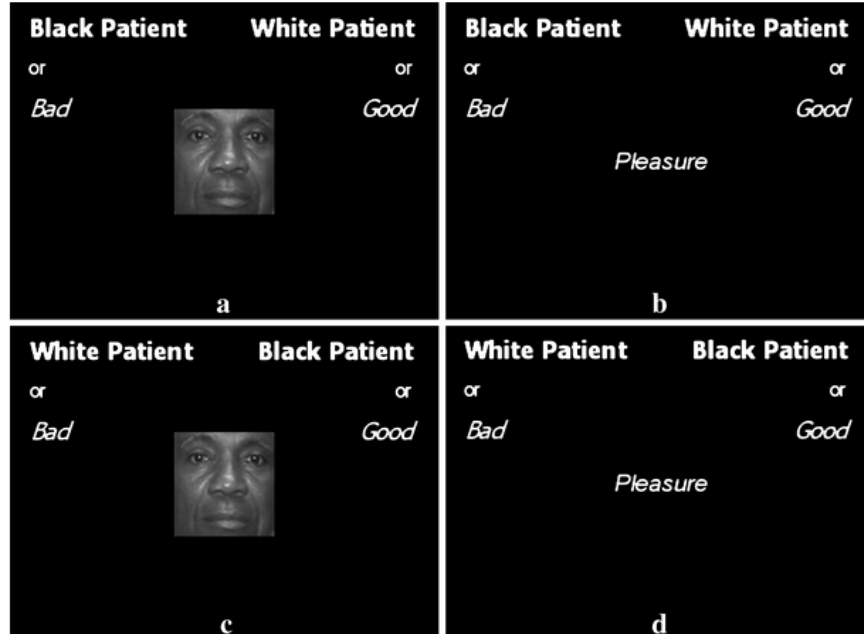 Black Patient White Patient
or or
Bad Good
a
Black Patient White Patient
or or
Bad Good
Pleasure
b
White Patient Black Patient
or or
Bad Good
c
White Patient Black Patient
or or
Bad Good
Pleasure
d